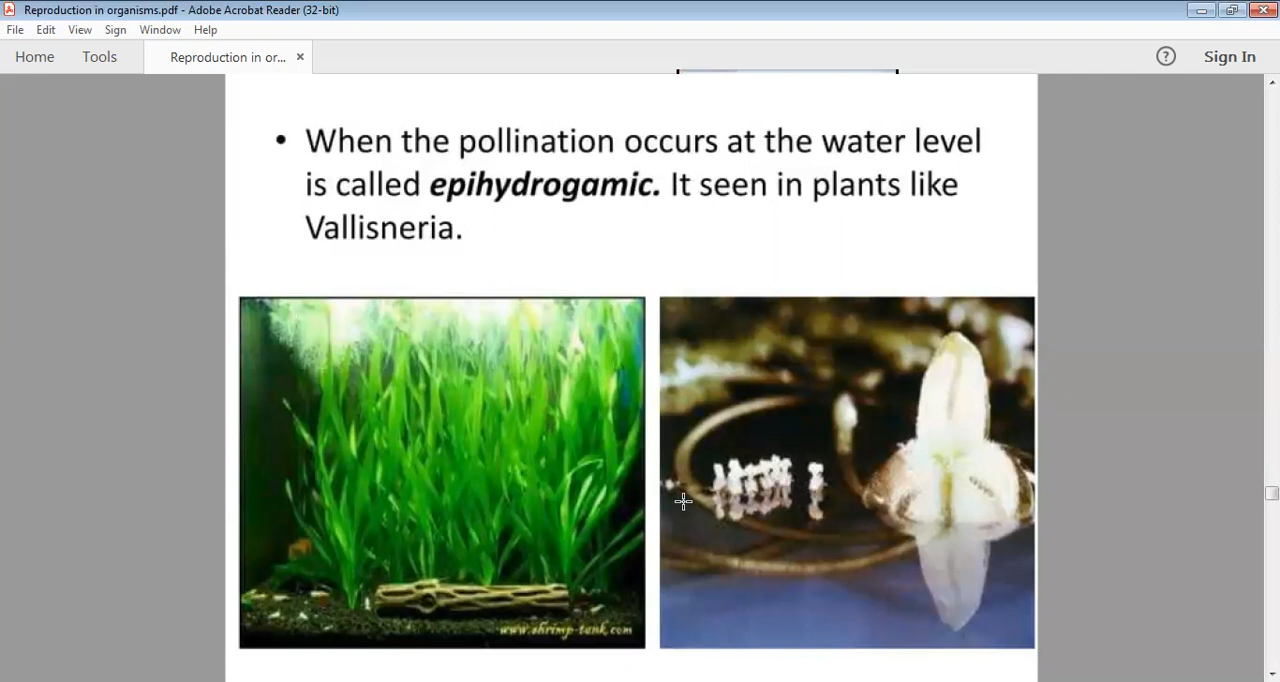 Reproduction in organisms.pdf - Adobe Acrobat Reader (32-bit)
File Edit View Sign Window Help
Home Tools Reproduction in or... × ? Sign In
• When the pollination occurs at the water level
is called epihydrogamic. It seen in plants like
Vallisneria.
www.shrimp-tank.com